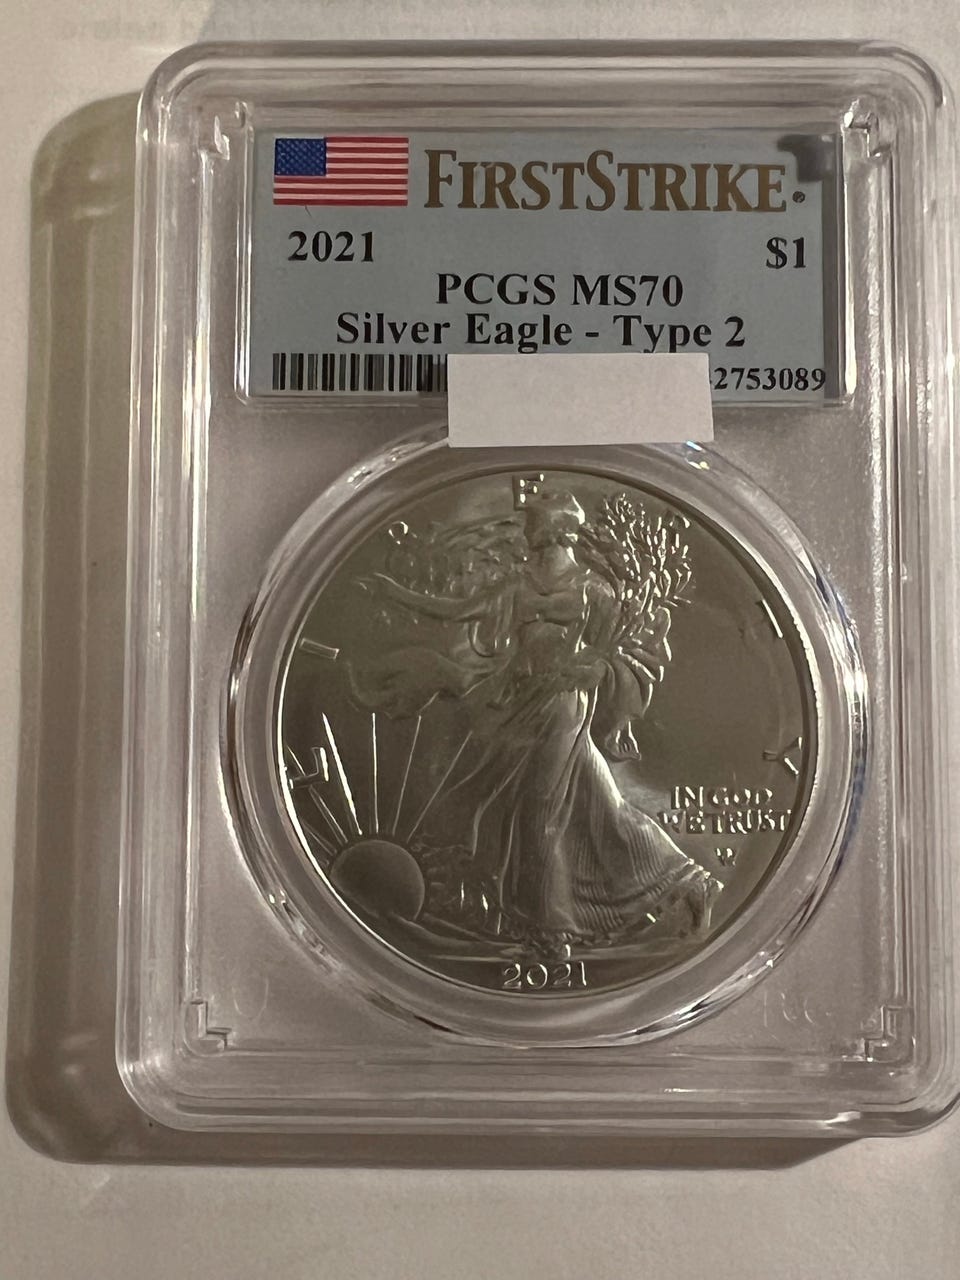 FIRSTSTRIKE
2021 $1
PCGS MS70
Silver Eagle - Type 2
2753089
L I F Y
IN GOD
WE TRUST
W
2021